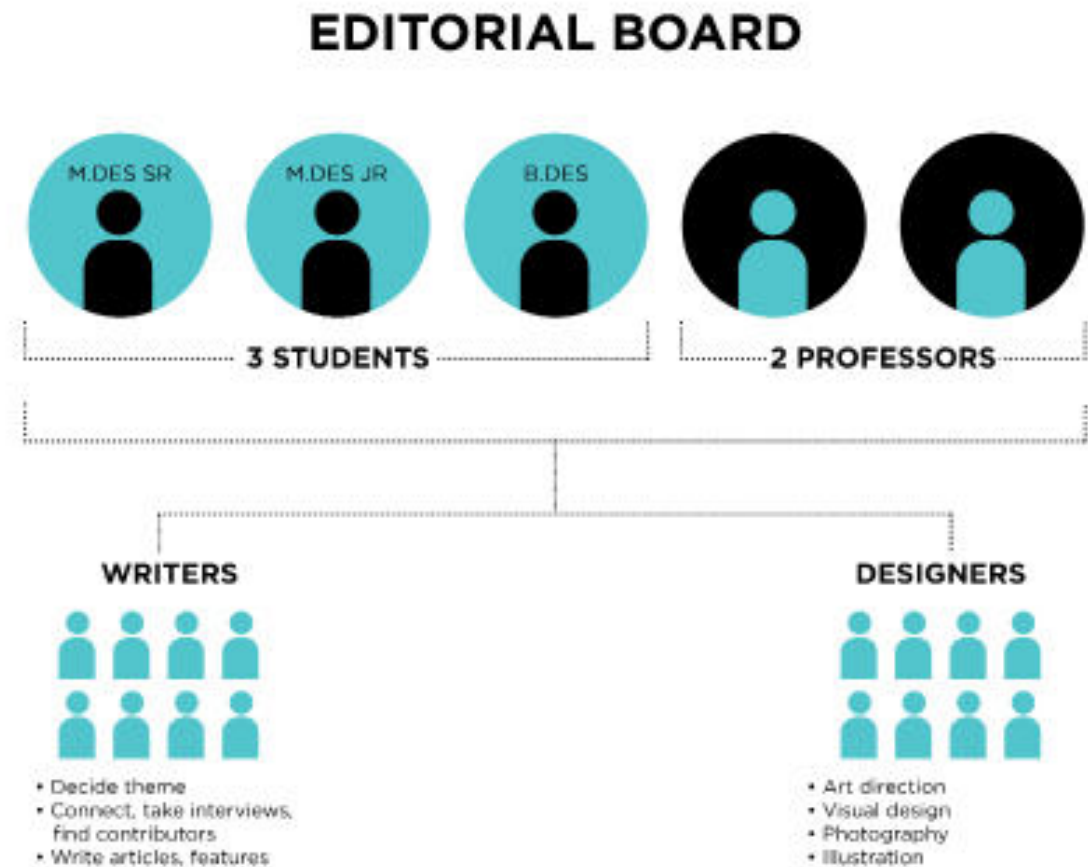 EDITORIAL BOARD
M.DES SR
M.DES JR
B.DES
3 STUDENTS
2 PROFESSORS
WRITERS
• Decide theme
• Connect, take interviews,
find contributors
• Write articles, features
DESIGNERS
• Art direction
• Visual design
• Photography
• Illustration